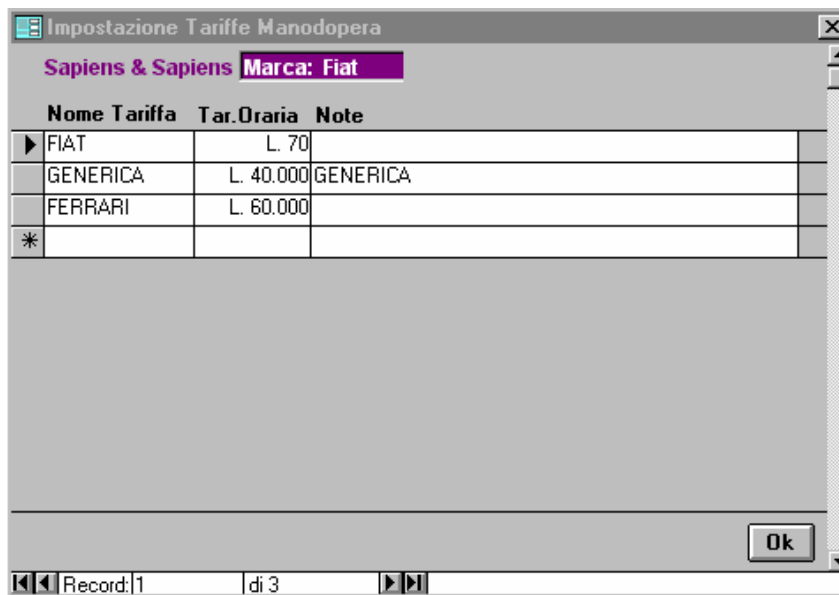 Impostazione Tariffe Manodopera
Sapiens & Sapiens Marca: Fiat
Nome Tariffa Tar.Oraria Note
FIAT L. 70
GENERICA L. 40.000 GENERICA
FERRARI L. 60.000
Ok
Record: 1 di 3